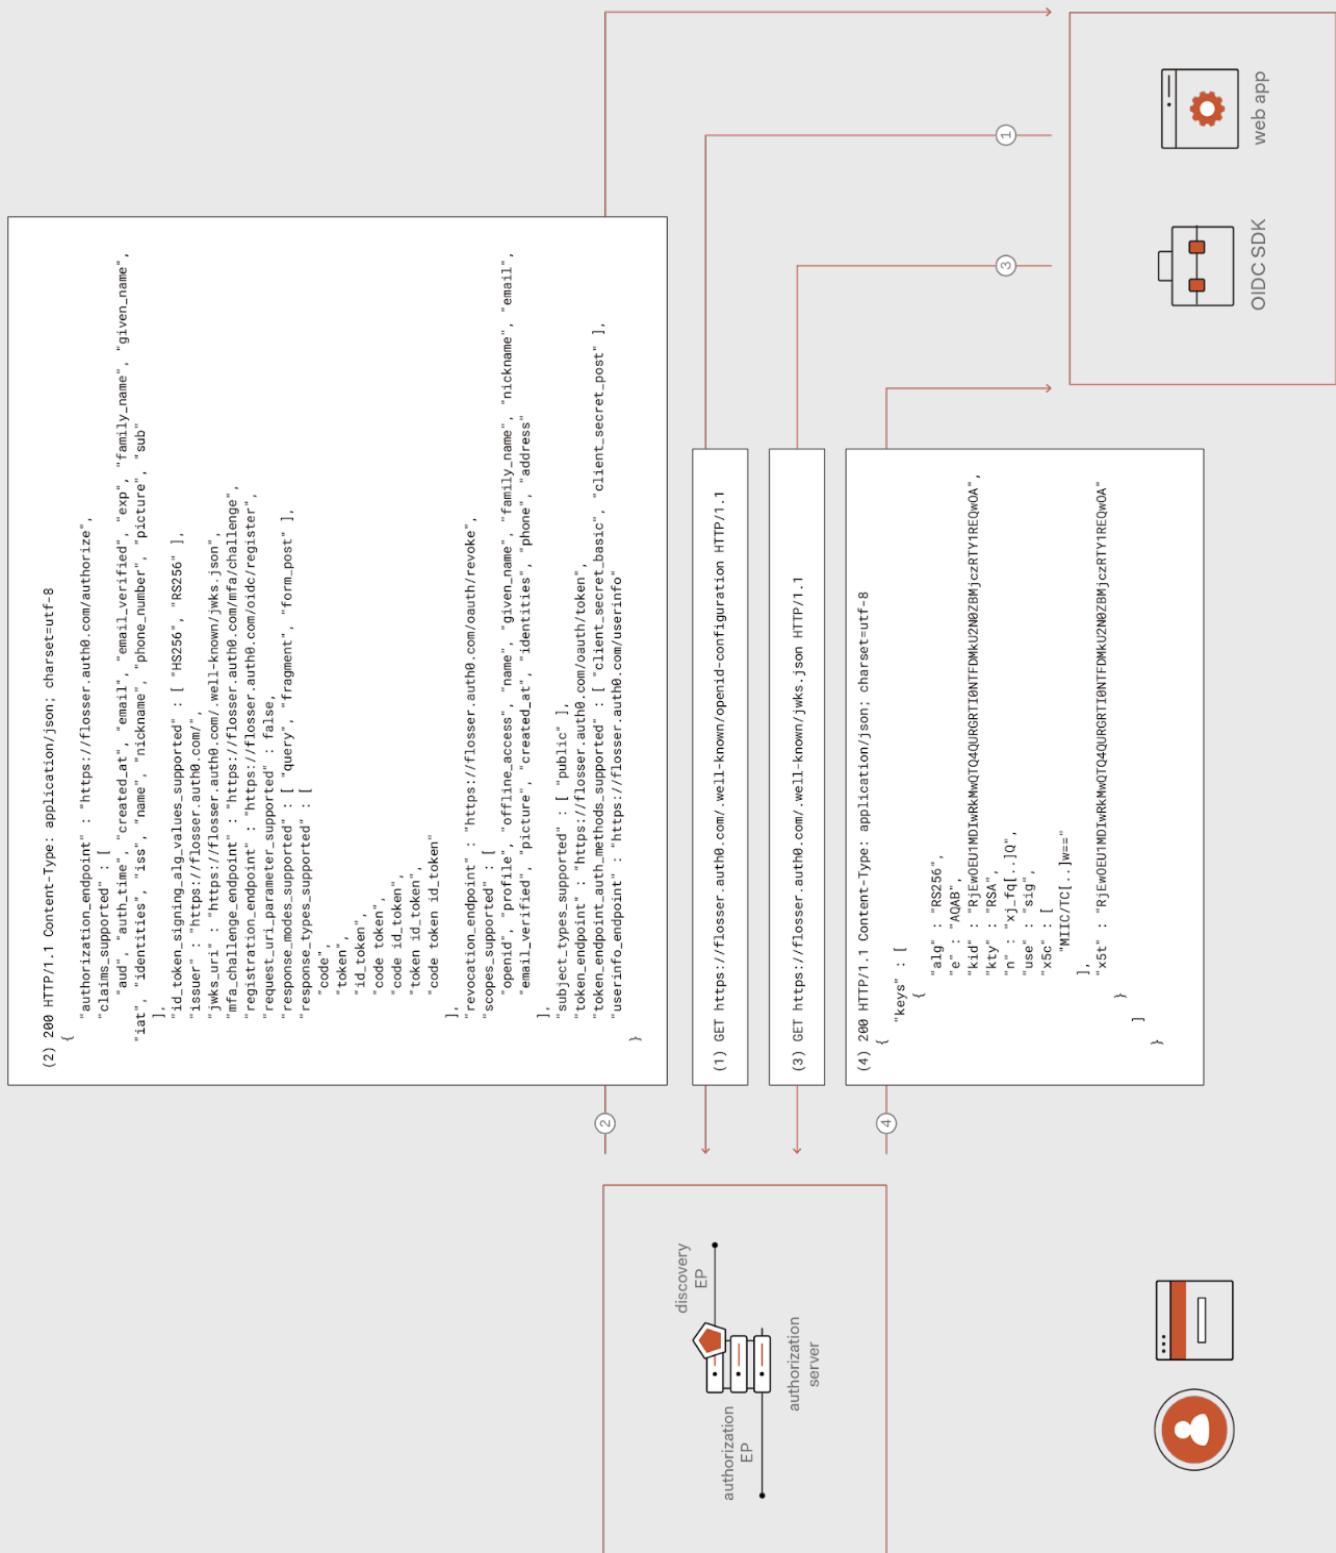 (2) 200 HTTP/1.1 Content-Type: application/json; charset=utf-8
{
"authorization_endpoint" : "https://flosser.auth0.com/authorize",
"claims_supported" : [
"aud", "auth_time", "created_at", "email", "email_verified", "exp", "family_name", "given_name",
"iat", "identities", "iss", "name", "nickname", "phone_number", "picture", "sub"
],
"id_token_signing_alg_values_supported" : [ "HS256", "RS256" ],
"issuer" : "https://flosser.auth0.com/",
"jwks_uri" : "https://flosser.auth0.com/.well-known/jwks.json",
"mfa_challenge_endpoint" : "https://flosser.auth0.com/mfa/challenge",
"registration_endpoint" : "https://flosser.auth0.com/oidc/register",
"request_uri_parameter_supported" : false,
"response_modes_supported" : [ "query", "fragment", "form_post" ],
"response_types_supported" : [
"code",
"token",
"id_token",
"code token",
"code id_token",
"token id_token",
"code token id_token"
],
"revocation_endpoint" : "https://flosser.auth0.com/oauth/revoke",
"scopes_supported" : [
"openid", "profile", "offline_access", "name", "given_name", "family_name", "nickname", "email",
"email_verified", "picture", "created_at", "identities", "phone", "address"
],
"subject_types_supported" : [ "public" ],
"token_endpoint" : "https://flosser.auth0.com/oauth/token",
"token_endpoint_auth_methods_supported" : [ "client_secret_basic", "client_secret_post" ],
"userinfo_endpoint" : "https://flosser.auth0.com/userinfo"
}
2
1
(1) GET https://flosser.auth0.com/.well-known/openid-configuration HTTP/1.1
3
(3) GET https://flosser.auth0.com/.well-known/jwks.json HTTP/1.1
4
(4) 200 HTTP/1.1 Content-Type: application/json; charset=utf-8
{
"keys" : [
{
"alg" : "RS256",
"e" : "AQAB",
"kid" : "RjEwOEU1MDIwRkMwQTQ4QURGRTI0NTFDMkU2N0ZBMjczRTY1REQwOA",
"kty" : "RSA",
"n" : "xj_fq[..]Q",
"use" : "sig",
"x5c" : [
"MIIC/TC[..]w=="
],
"x5t" : "RjEwOEU1MDIwRkMwQTQ4QURGRTI0NTFDMkU2N0ZBMjczRTY1REQwOA"
}
]
}
discovery
EP
authorization
EP
authorization
server
OIDC SDK
web app